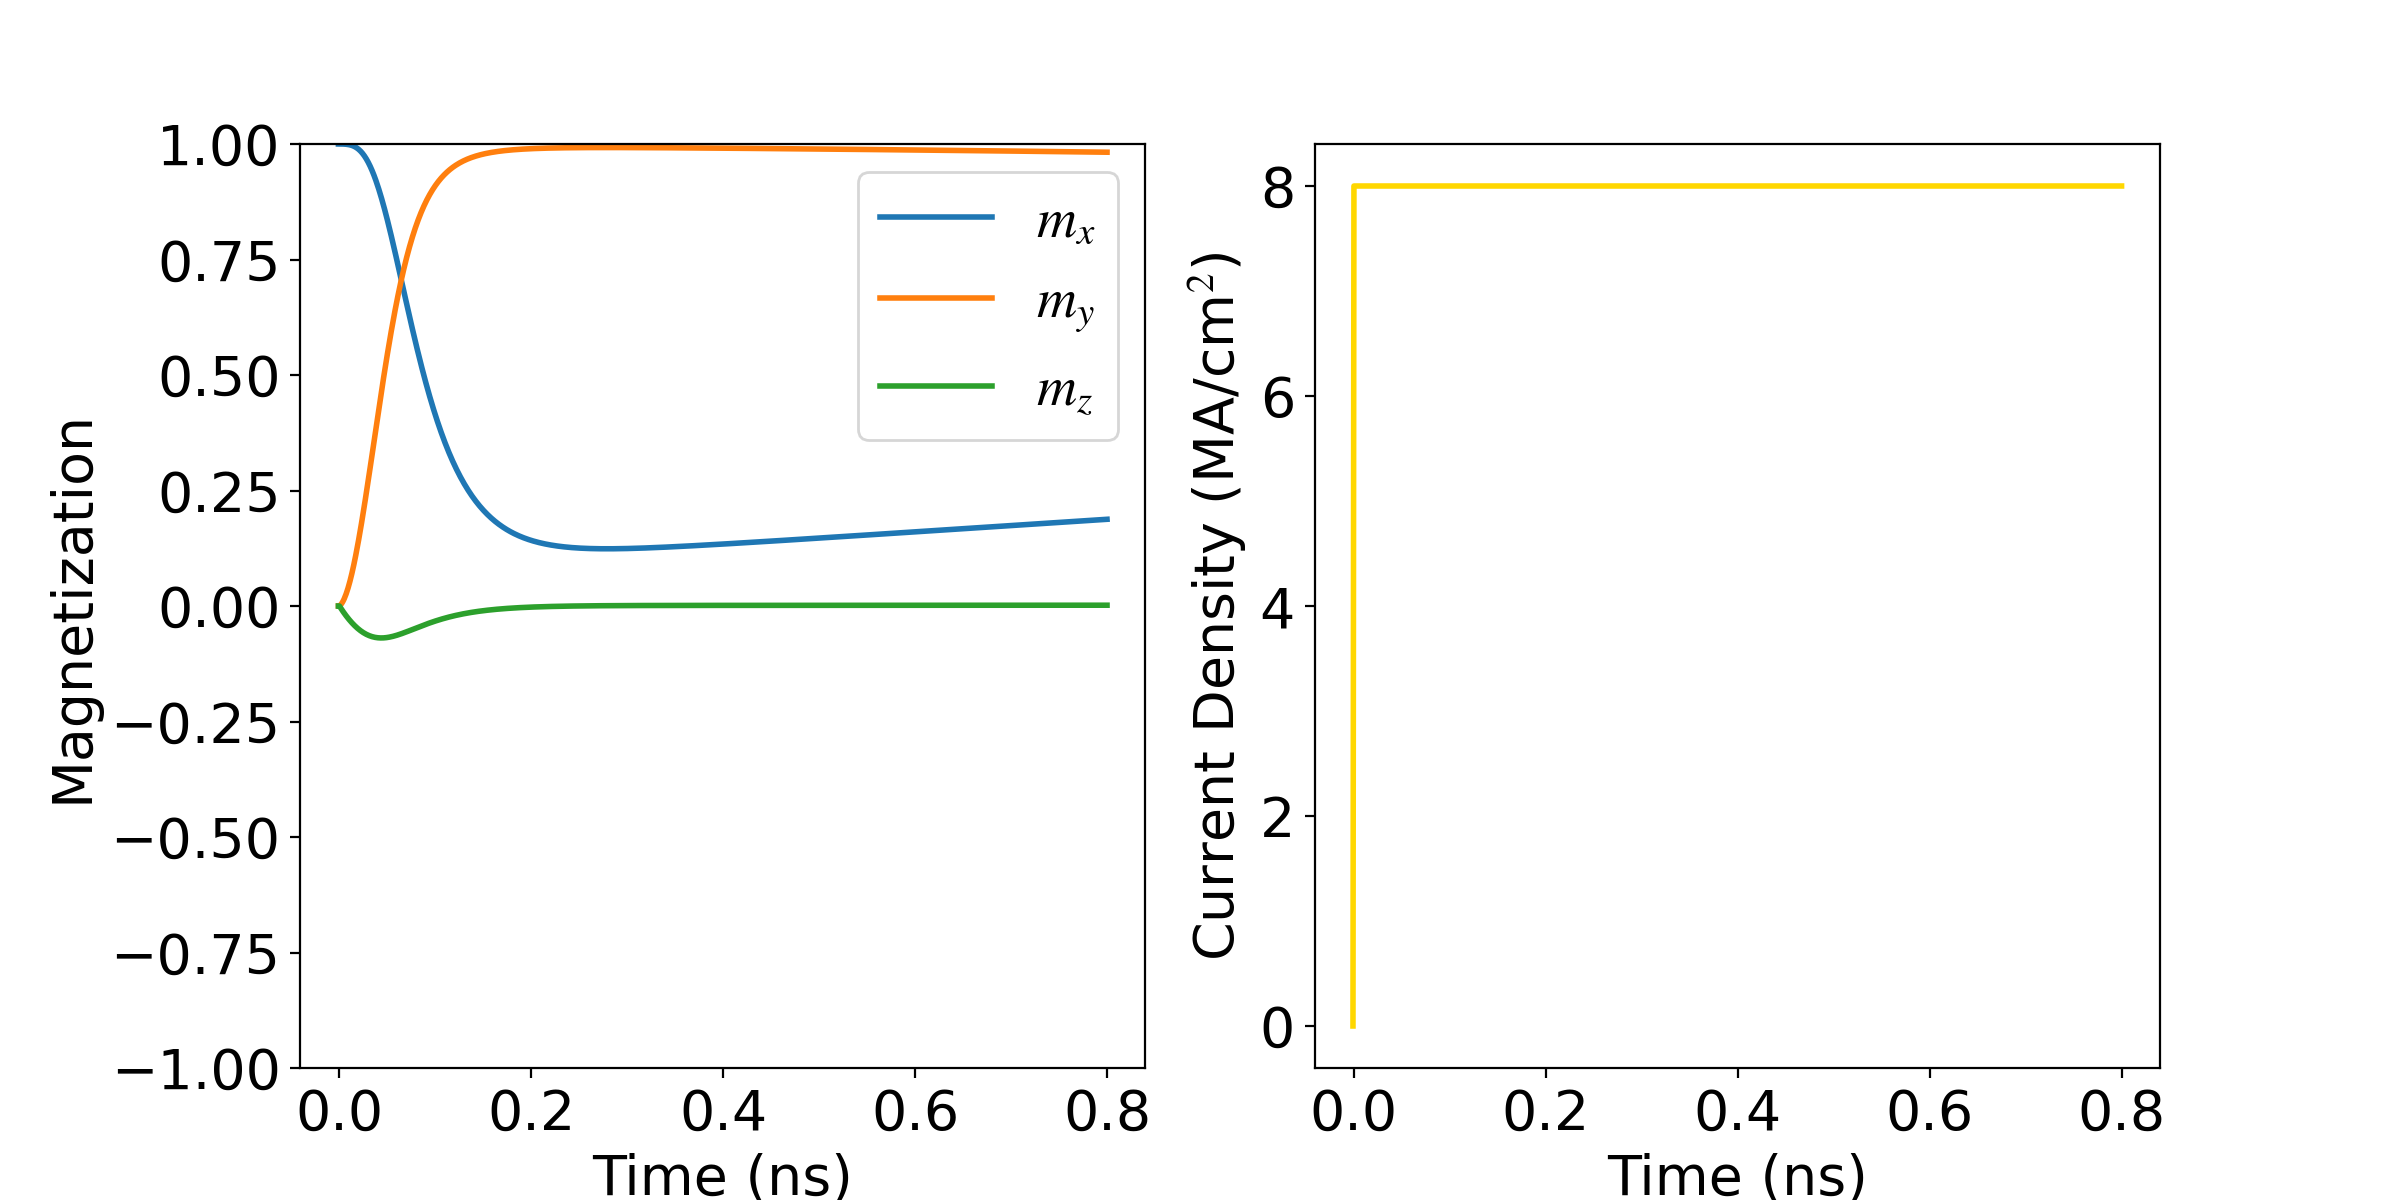 Magnetization
1.00
0.75
0.50
0.25
0.00
−0.25
−0.50
−0.75
−1.00
0.0 0.2 0.4 0.6 0.8
Time (ns)
m_x
m_y
m_z
Current Density (MA/cm²)
8
6
4
2
0
0.0 0.2 0.4 0.6 0.8
Time (ns)